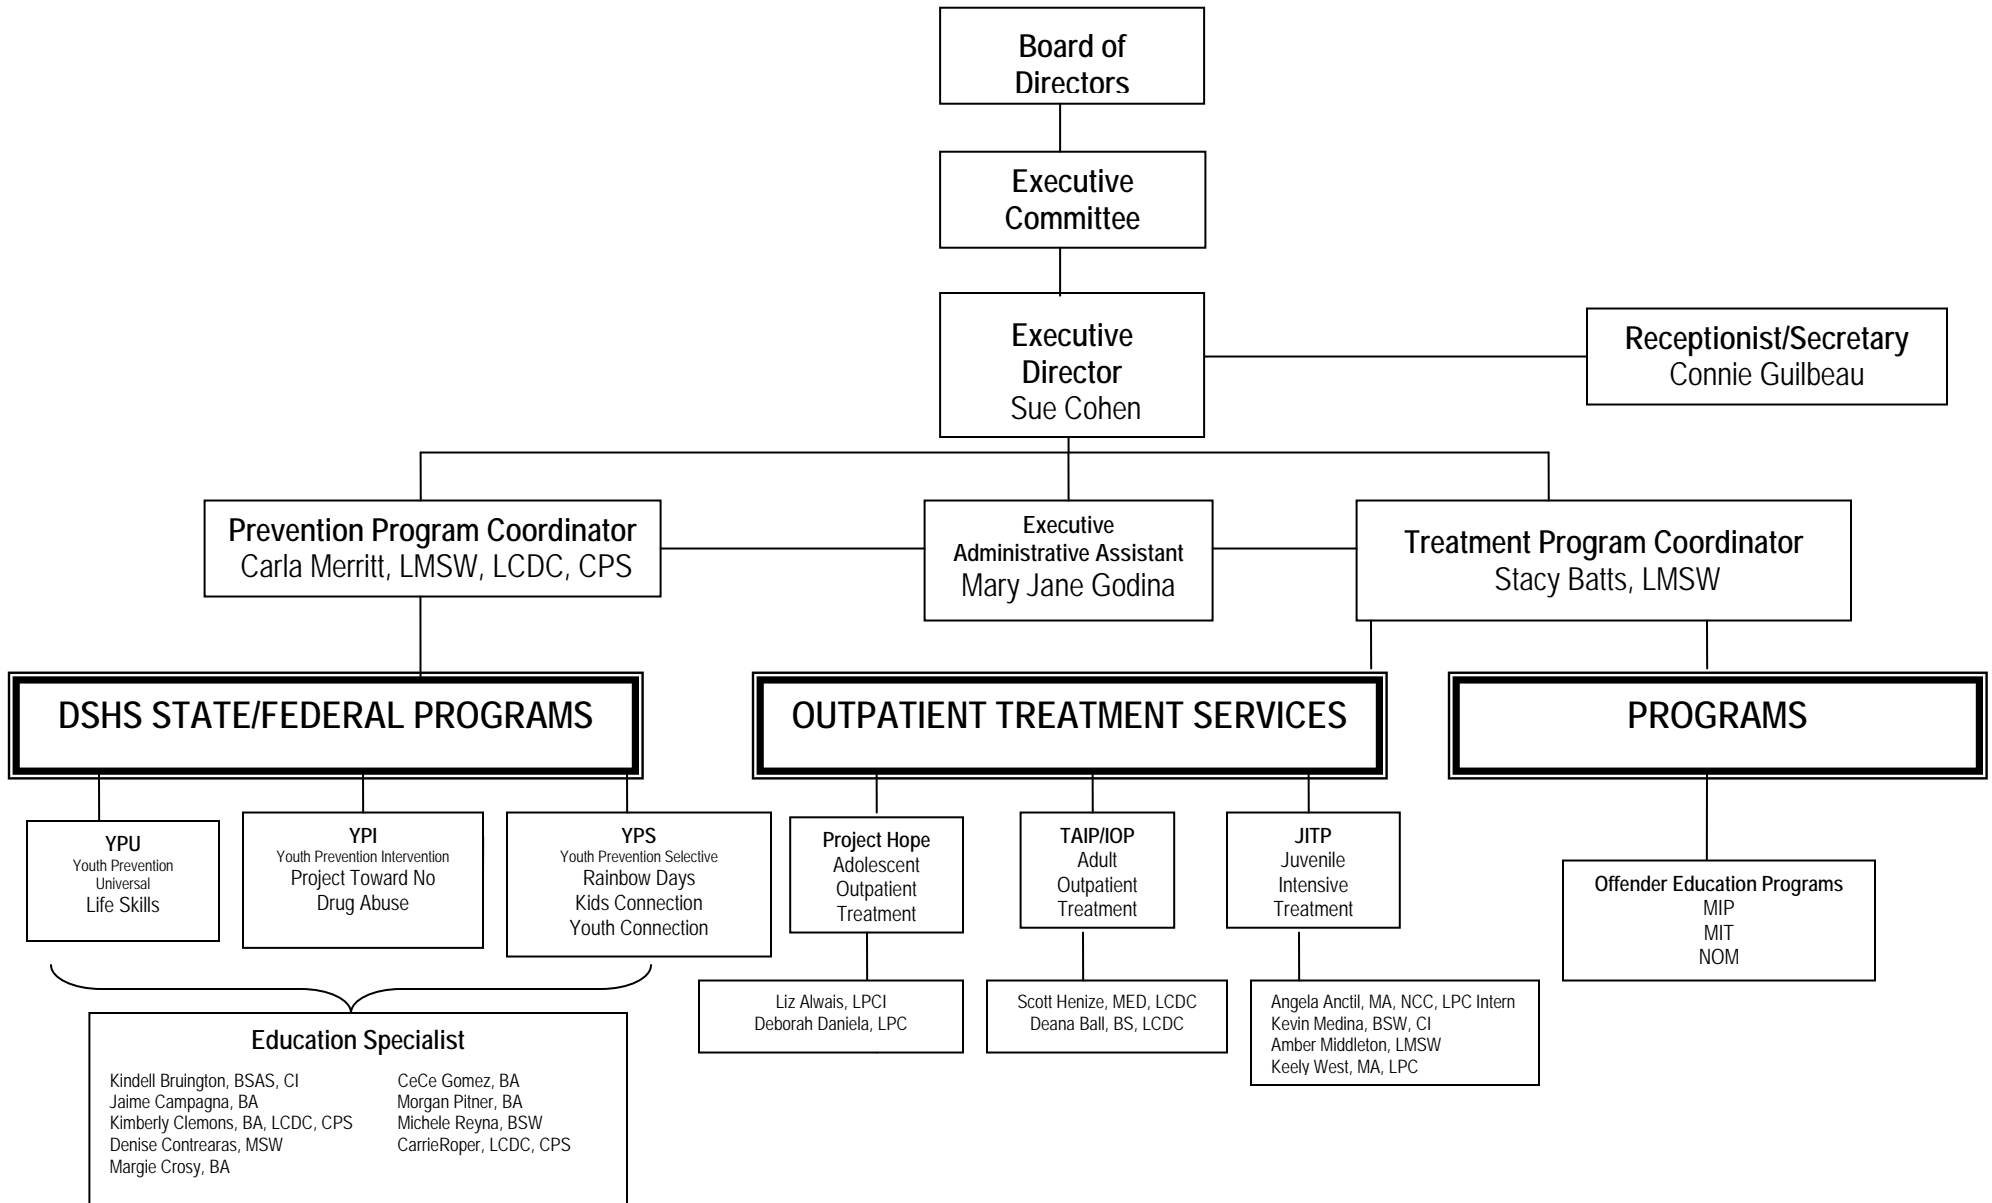 Board of
Directors
Executive
Committee
Executive
Director
Sue Cohen
Receptionist/Secretary
Connie Guilbeau
Prevention Program Coordinator
Carla Merritt, LMSW, LCDC, CPS
Executive
Administrative Assistant
Mary Jane Godina
Treatment Program Coordinator
Stacy Batts, LMSW
DSHS STATE/FEDERAL PROGRAMS
OUTPATIENT TREATMENT SERVICES
PROGRAMS
YPU
Youth Prevention
Universal
Life Skills
YPI
Youth Prevention Intervention
Project Toward No
Drug Abuse
YPS
Youth Prevention Selective
Rainbow Days
Kids Connection
Youth Connection
Project Hope
Adolescent
Outpatient
Treatment
TAIP/IOP
Adult
Outpatient
Treatment
JITP
Juvenile
Intensive
Treatment
Offender Education Programs
MIP
MIT
NOM
Liz Alwais, LPCI
Deborah Daniela, LPC
Scott Henize, MED, LCDC
Deana Ball, BS, LCDC
Angela Anctil, MA, NCC, LPC Intern
Kevin Medina, BSW, CI
Amber Middleton, LMSW
Keely West, MA, LPC
Education Specialist
Kindell Bruington, BSAS, CI
Jaime Campagna, BA
Kimberly Clemons, BA, LCDC, CPS
Denise Contrearas, MSW
Margie Crosy, BA
CeCe Gomez, BA
Morgan Pitner, BA
Michele Reyna, BSW
CarrieRoper, LCDC, CPS